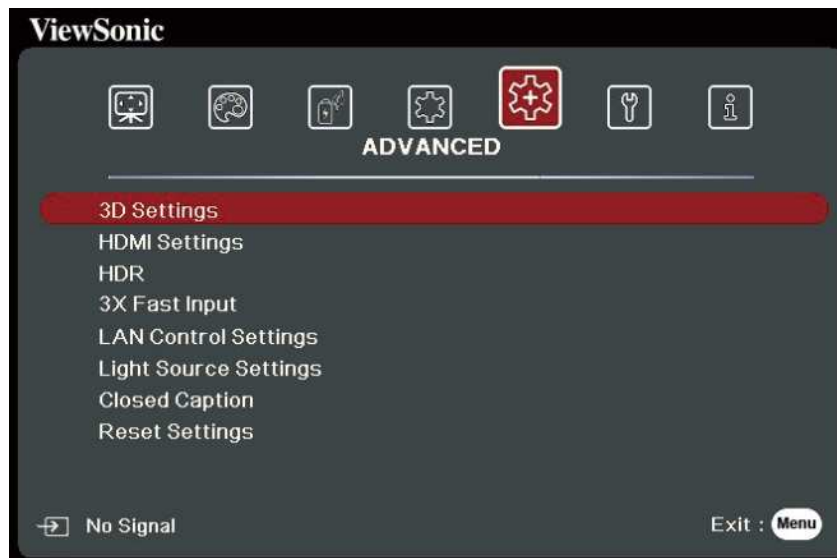 ViewSonic
ADVANCED
3D Settings
HDMI Settings
HDR
3X Fast Input
LAN Control Settings
Light Source Settings
Closed Caption
Reset Settings
No Signal
Exit : Menu